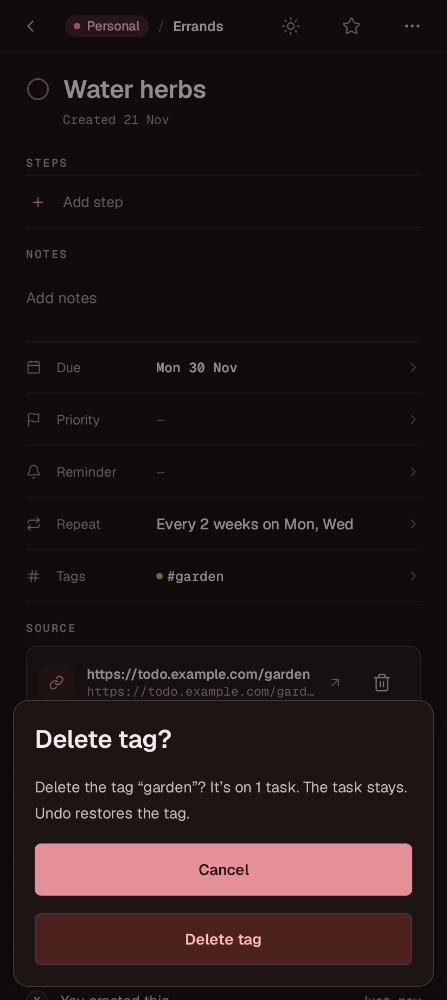 Personal / Errands
Water herbs
Created 21 Nov
STEPS
Add step
NOTES
Add notes
Due Mon 30 Nov
Priority –
Reminder –
Repeat Every 2 weeks on Mon, Wed
Tags #garden
SOURCE
https://todo.example.com/garden
https://todo.example.com/gard…
Delete tag?
Delete the tag “garden”? It’s on 1 task. The task stays.
Undo restores the tag.
Cancel
Delete tag
You created this
Just now